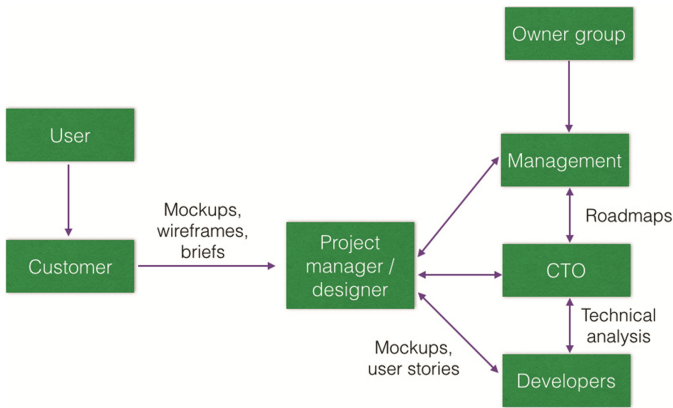 Owner group
User
Management
Mockups,
wireframes,
briefs
Roadmaps
Project
manager /
designer
Customer
CTO
Technical
analysis
Mockups,
user stories
Developers